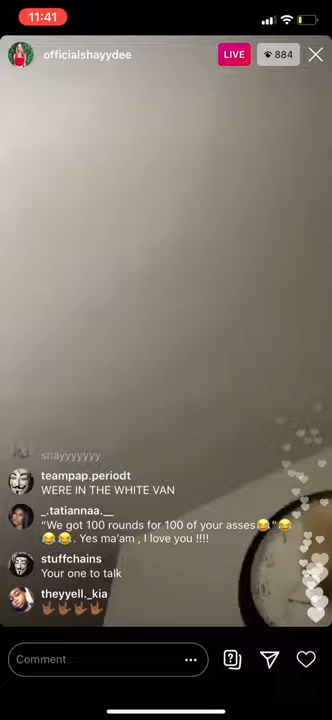 11:41
officialshayydee
LIVE
884
snayyyyyyy
teampap.periodt
WERE IN THE WHITE VAN
_.tatiannaa.__
"We got 100 rounds for 100 of your asses😂"😂
😂😂. Yes ma'am , I love you !!!!
stuffchains
Your one to talk
theyyell._kia
🤟🏾🤟🏾🤟🏾🤟🏾
Comment